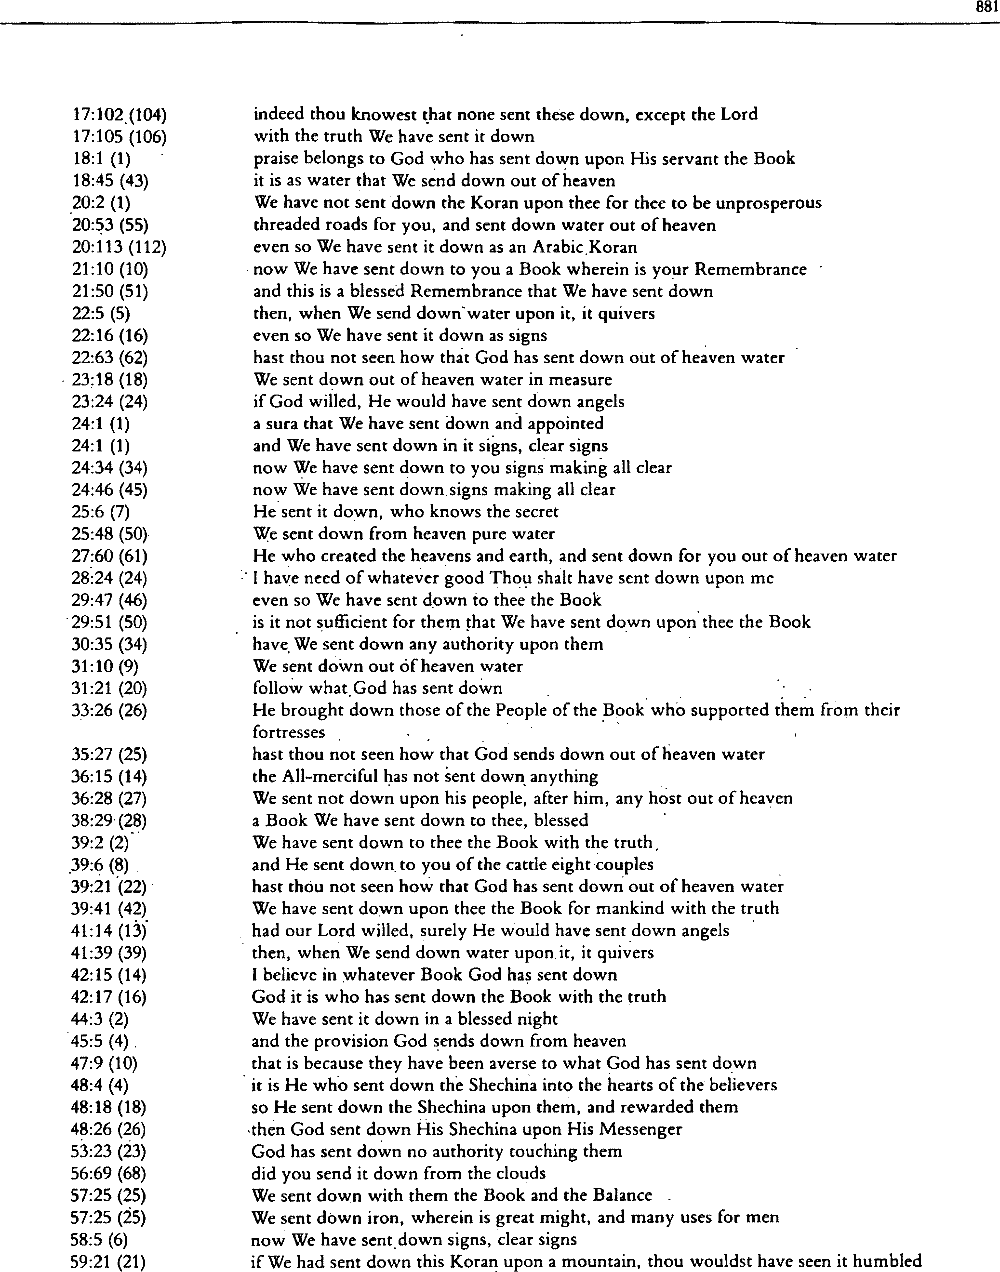 881
17:102 (104) indeed thou knowest that none sent these down, except the Lord
17:105 (106) with the truth We have sent it down
18:1 (1) praise belongs to God who has sent down upon His servant the Book
18:45 (43) it is as water that We send down out of heaven
20:2 (1) We have not sent down the Koran upon thee for thee to be unprosperous
20:53 (55) threaded roads for you, and sent down water out of heaven
20:113 (112) even so We have sent it down as an Arabic Koran
21:10 (10) now We have sent down to you a Book wherein is your Remembrance
21:50 (51) and this is a blessed Remembrance that We have sent down
22:5 (5) then, when We send down water upon it, it quivers
22:16 (16) even so We have sent it down as signs
22:63 (62) hast thou not seen how that God has sent down out of heaven water
23:18 (18) We sent down out of heaven water in measure
23:24 (24) if God willed, He would have sent down angels
24:1 (1) a sura that We have sent down and appointed
24:1 (1) and We have sent down in it signs, clear signs
24:34 (34) now We have sent down to you signs making all clear
24:46 (45) now We have sent down signs making all clear
25:6 (7) He sent it down, who knows the secret
25:48 (50) We sent down from heaven pure water
27:60 (61) He who created the heavens and earth, and sent down for you out of heaven water
28:24 (24) I have need of whatever good Thou shalt have sent down upon me
29:47 (46) even so We have sent down to thee the Book
29:51 (50) is it not sufficient for them that We have sent down upon thee the Book
30:35 (34) have We sent down any authority upon them
31:10 (9) We sent down out of heaven water
31:21 (20) follow what God has sent down
33:26 (26) He brought down those of the People of the Book who supported them from their
fortresses
35:27 (25) hast thou not seen how that God sends down out of heaven water
36:15 (14) the All-merciful has not sent down anything
36:28 (27) We sent not down upon his people, after him, any host out of heaven
38:29 (28) a Book We have sent down to thee, blessed
39:2 (2) We have sent down to thee the Book with the truth
39:6 (8) and He sent down to you of the cattle eight couples
39:21 (22) hast thou not seen how that God has sent down out of heaven water
39:41 (42) We have sent down upon thee the Book for mankind with the truth
41:14 (13) had our Lord willed, surely He would have sent down angels
41:39 (39) then, when We send down water upon it, it quivers
42:15 (14) I believe in whatever Book God has sent down
42:17 (16) God it is who has sent down the Book with the truth
44:3 (2) We have sent it down in a blessed night
45:5 (4) and the provision God sends down from heaven
47:9 (10) that is because they have been averse to what God has sent down
48:4 (4) it is He who sent down the Shechina into the hearts of the believers
48:18 (18) so He sent down the Shechina upon them, and rewarded them
48:26 (26) then God sent down His Shechina upon His Messenger
53:23 (23) God has sent down no authority touching them
56:69 (68) did you send it down from the clouds
57:25 (25) We sent down with them the Book and the Balance
57:25 (25) We sent down iron, wherein is great might, and many uses for men
58:5 (6) now We have sent down signs, clear signs
59:21 (21) if We had sent down this Koran upon a mountain, thou wouldst have seen it humbled